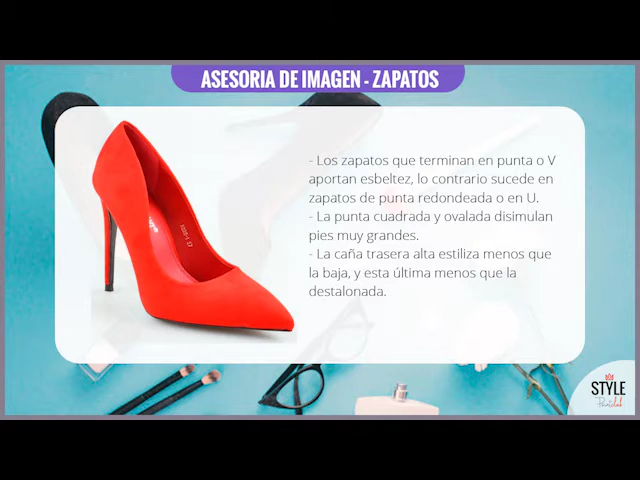 ASESORIA DE IMAGEN - ZAPATOS
- Los zapatos que terminan en punta o V
aportan esbeltez, lo contrario sucede en
zapatos de punta redondeada o en U.
- La punta cuadrada y ovalada disimulan
pies muy grandes.
- La caña trasera alta estiliza menos que
la baja, y esta última menos que la
destalonada.
STYLE